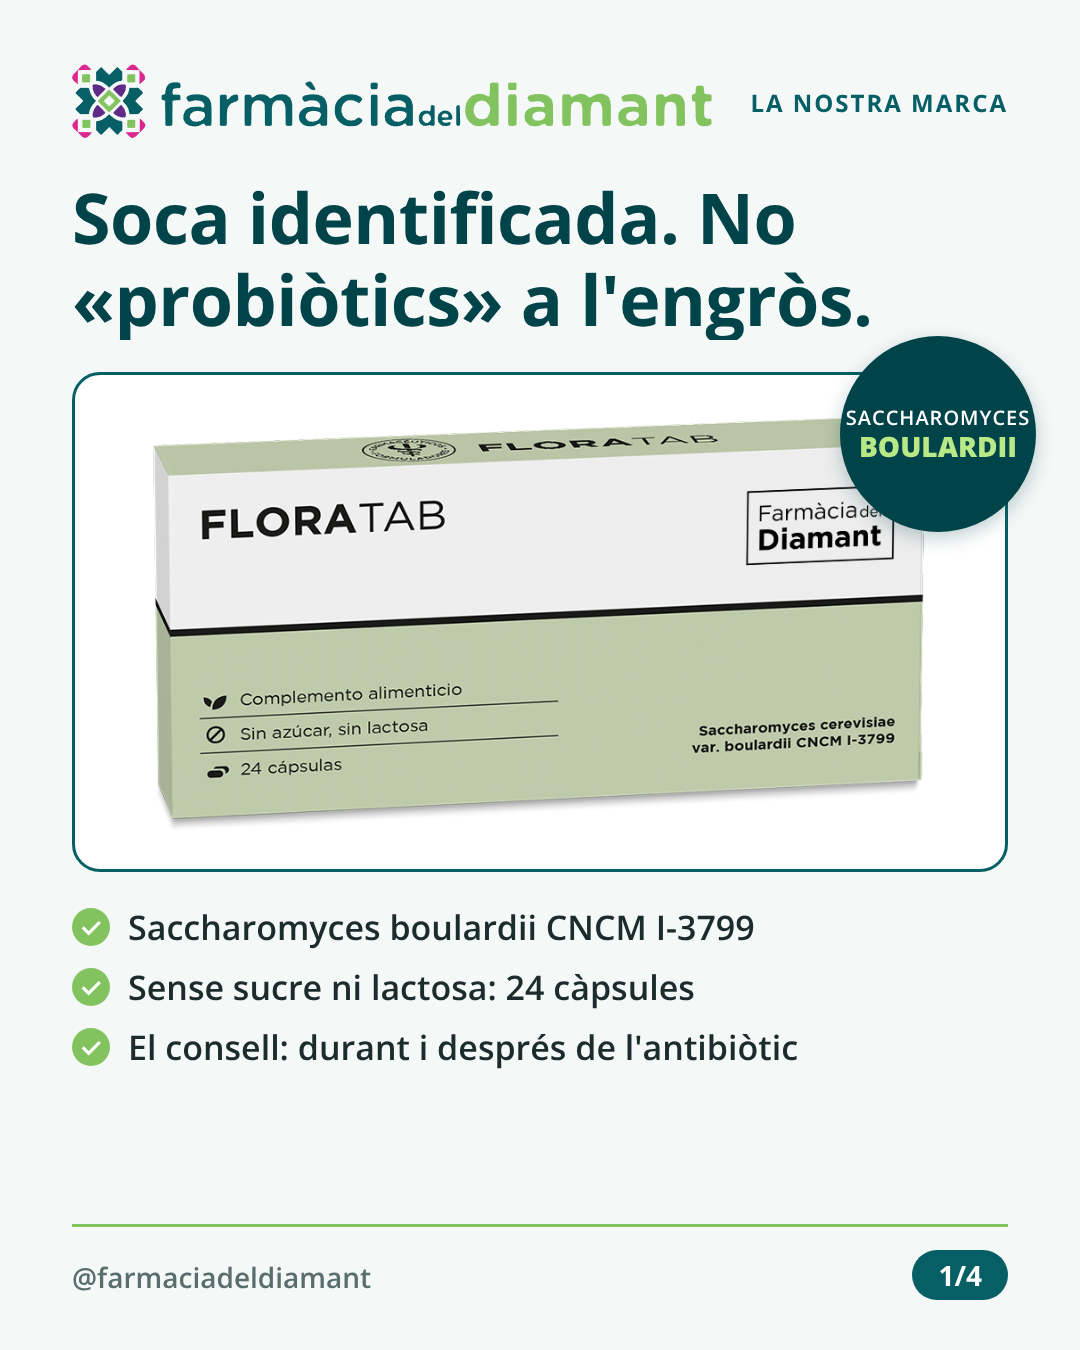 farmàciadeldiamant
LA NOSTRA MARCA
Soca identificada. No
«probiòtics» a l'engròs.
SACCHAROMYCES
BOULARDII
FARMACÉUTICOS FORMULADORES
FLORATAB
FLORATAB
Farmàcia del
Diamant
Complemento alimenticio
Sin azúcar, sin lactosa
24 cápsulas
Saccharomyces cerevisiae
var. boulardii CNCM I-3799
Saccharomyces boulardii CNCM I-3799
Sense sucre ni lactosa: 24 càpsules
El consell: durant i després de l'antibiòtic
@farmaciadeldiamant
1/4